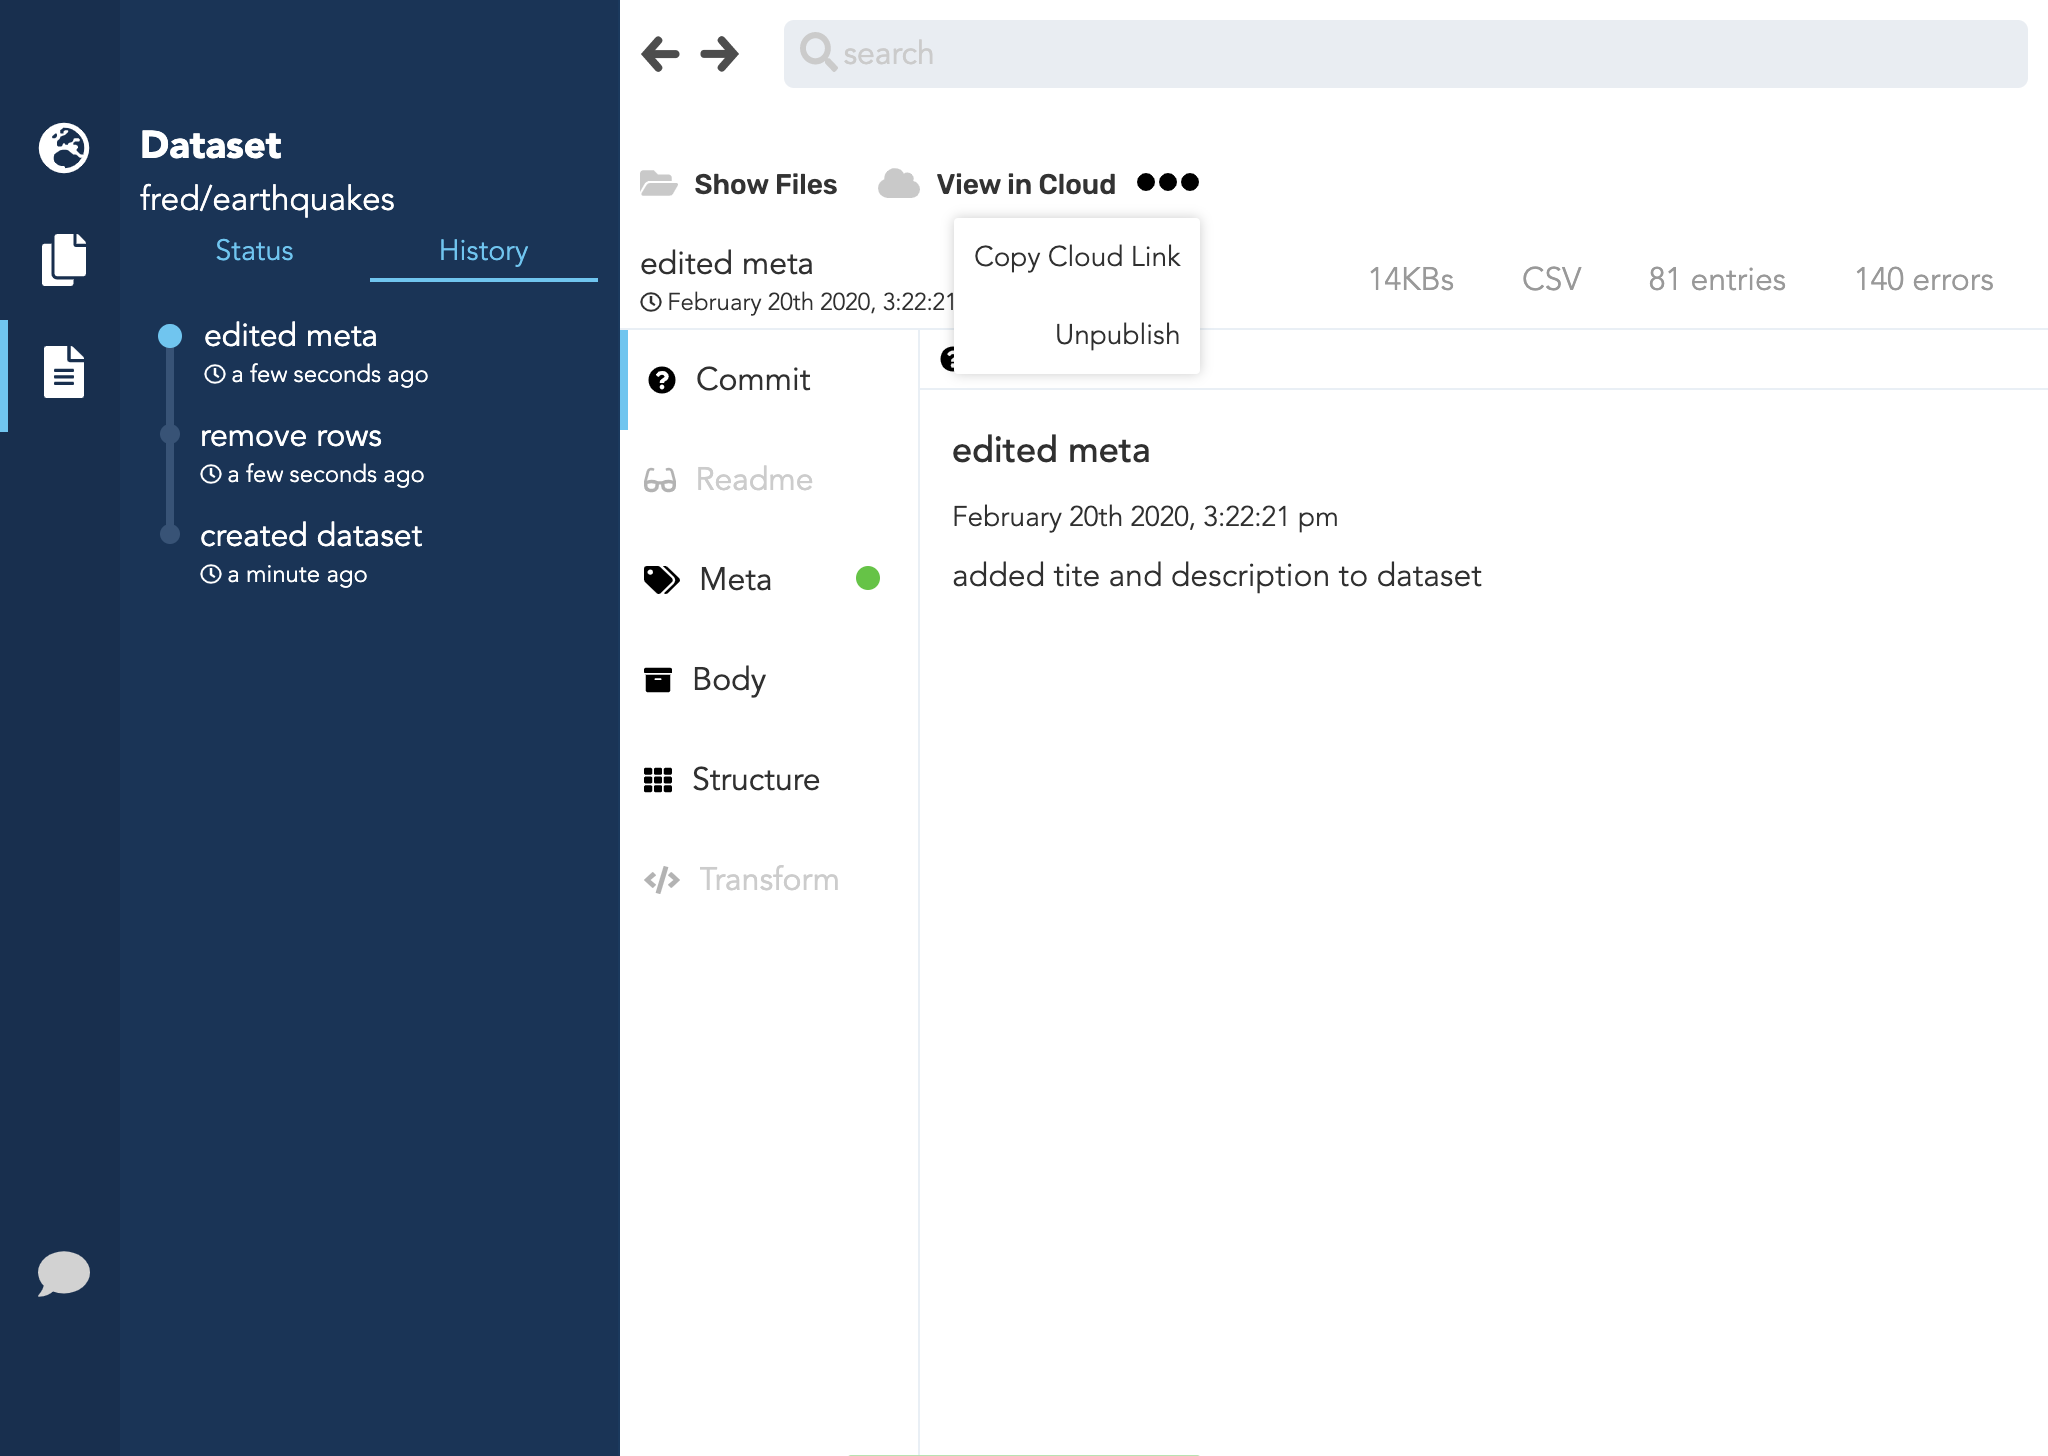 search
Dataset
fred/earthquakes
Status
History
edited meta
a few seconds ago
remove rows
a few seconds ago
created dataset
a minute ago
Show Files
View in Cloud
Copy Cloud Link
Unpublish
edited meta
February 20th 2020, 3:22:21
14KBs
CSV
81 entries
140 errors
Commit
Readme
Meta
Body
Structure
Transform
edited meta
February 20th 2020, 3:22:21 pm
added tite and description to dataset